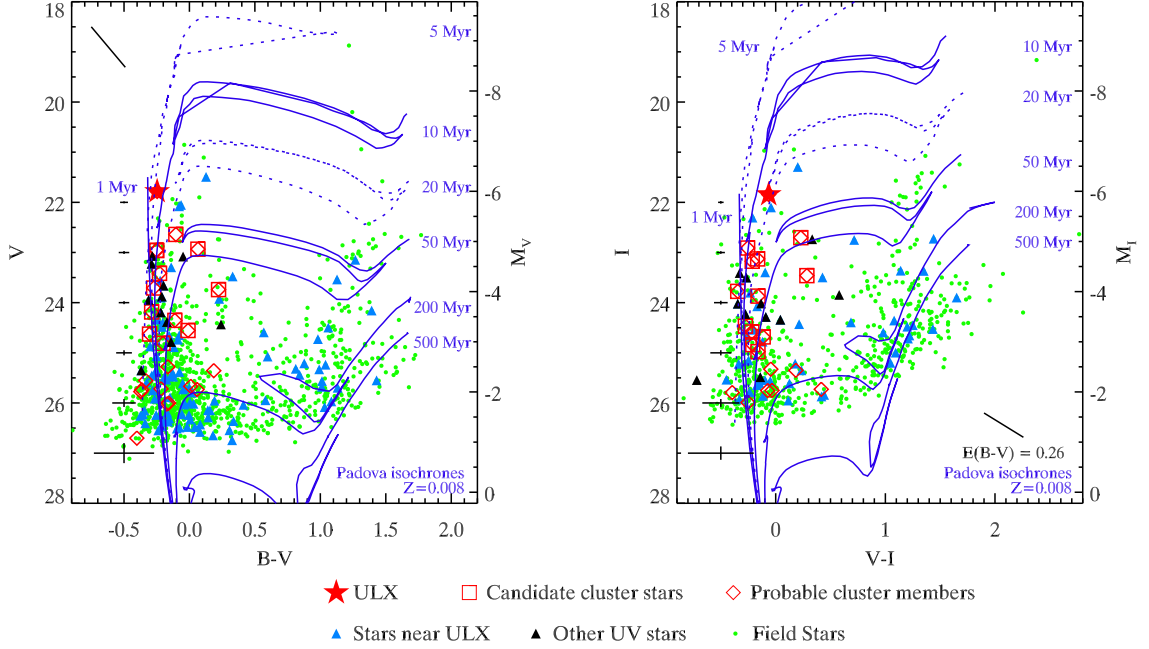 18
20
22
24
26
28
V
-0.5
0.0
0.5
1.0
1.5
2.0
B-V
-8
-6
-4
-2
0
M_V
5 Myr
10 Myr
20 Myr
1 Myr
50 Myr
200 Myr
500 Myr
Padova isochrones
Z=0.008
18
20
22
24
26
28
I
0
1
2
V-I
-8
-6
-4
-2
0
M_I
5 Myr
10 Myr
20 Myr
50 Myr
1 Myr
200 Myr
500 Myr
E(B-V) = 0.26
Padova isochrones
Z=0.008
ULX
Candidate cluster stars
Probable cluster members
Stars near ULX
Other UV stars
Field Stars